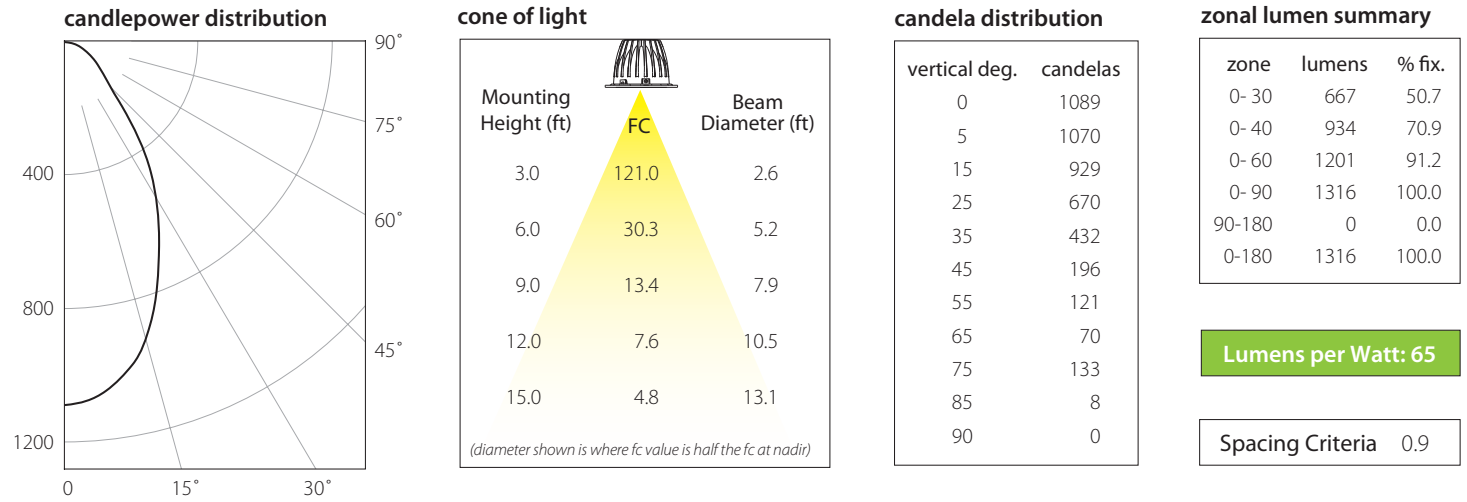 candlepower distribution
90˚
75˚
60˚
45˚
400
800
1200
0 15˚ 30˚
cone of light
Mounting
Height (ft)
FC
Beam
Diameter (ft)
3.0 121.0 2.6
6.0 30.3 5.2
9.0 13.4 7.9
12.0 7.6 10.5
15.0 4.8 13.1
(diameter shown is where fc value is half the fc at nadir)
candela distribution
vertical deg. candelas
0 1089
5 1070
15 929
25 670
35 432
45 196
55 121
65 70
75 133
85 8
90 0
zonal lumen summary
zone lumens % fix.
0- 30 667 50.7
0- 40 934 70.9
0- 60 1201 91.2
0- 90 1316 100.0
90-180 0 0.0
0-180 1316 100.0
Lumens per Watt: 65
Spacing Criteria 0.9